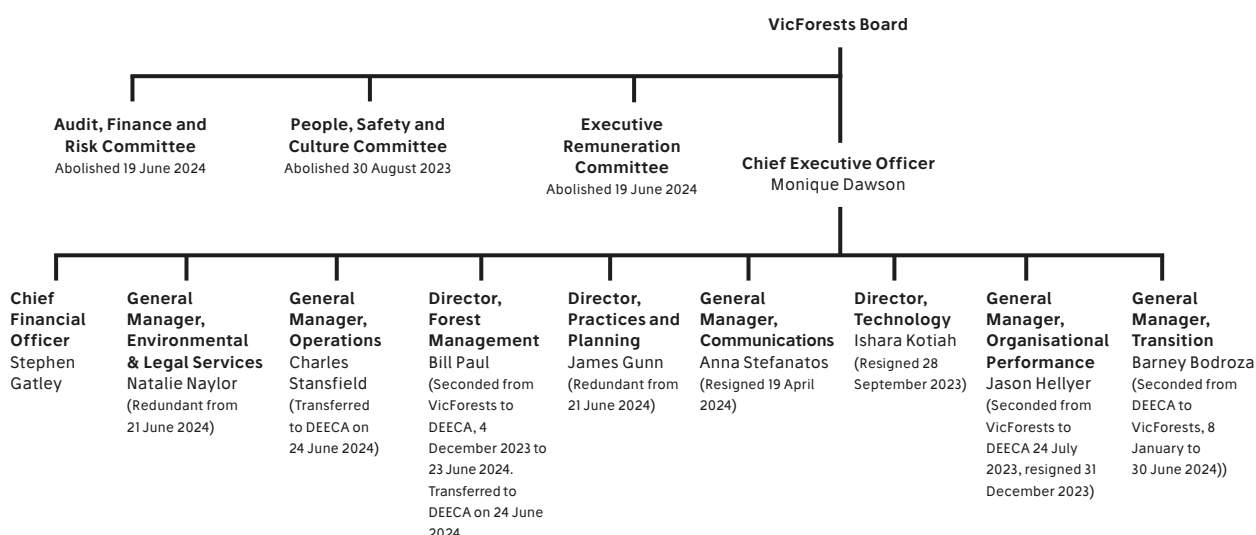 VicForests Board
Audit, Finance and
Risk Committee
Abolished 19 June 2024
People, Safety and
Culture Committee
Abolished 30 August 2023
Executive
Remuneration
Committee
Abolished 19 June 2024
Chief Executive Officer
Monique Dawson
Chief
Financial
Officer
Stephen
Gatley
General
Manager,
Environmental
& Legal Services
Natalie Naylor
(Redundant from
21 June 2024)
General
Manager,
Operations
Charles
Stansfield
(Transferred
to DEECA on
24 June 2024)
Director,
Forest
Management
Bill Paul
(Seconded from
VicForests to
DEECA, 4
December 2023 to
23 June 2024.
Transferred to
DEECA on 24 June
2024
Director,
Practices and
Planning
James Gunn
(Redundant from
21 June 2024)
General
Manager,
Communications
Anna Stefanatos
(Resigned 19 April
2024)
Director,
Technology
Ishara Kotiah
(Resigned 28
September 2023)
General
Manager,
Organisational
Performance
Jason Hellyer
(Seconded from
VicForests to
DEECA 24 July
2023, resigned 31
December 2023)
General
Manager,
Transition
Barney Bodroza
(Seconded from
DEECA to
VicForests, 8
January to
30 June 2024))